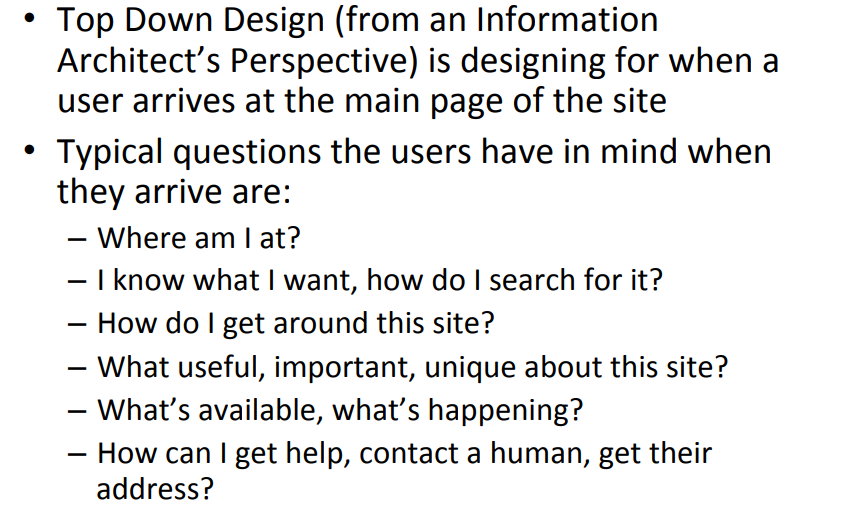 • Top Down Design (from an Information
Architect’s Perspective) is designing for when a
user arrives at the main page of the site
• Typical questions the users have in mind when
they arrive are:
– Where am I at?
– I know what I want, how do I search for it?
– How do I get around this site?
– What useful, important, unique about this site?
– What’s available, what’s happening?
– How can I get help, contact a human, get their
address?